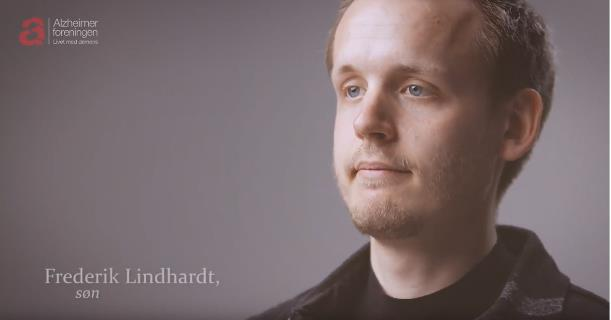 Alzheimer
foreningen
Livet med demens
Frederik Lindhardt,
søn